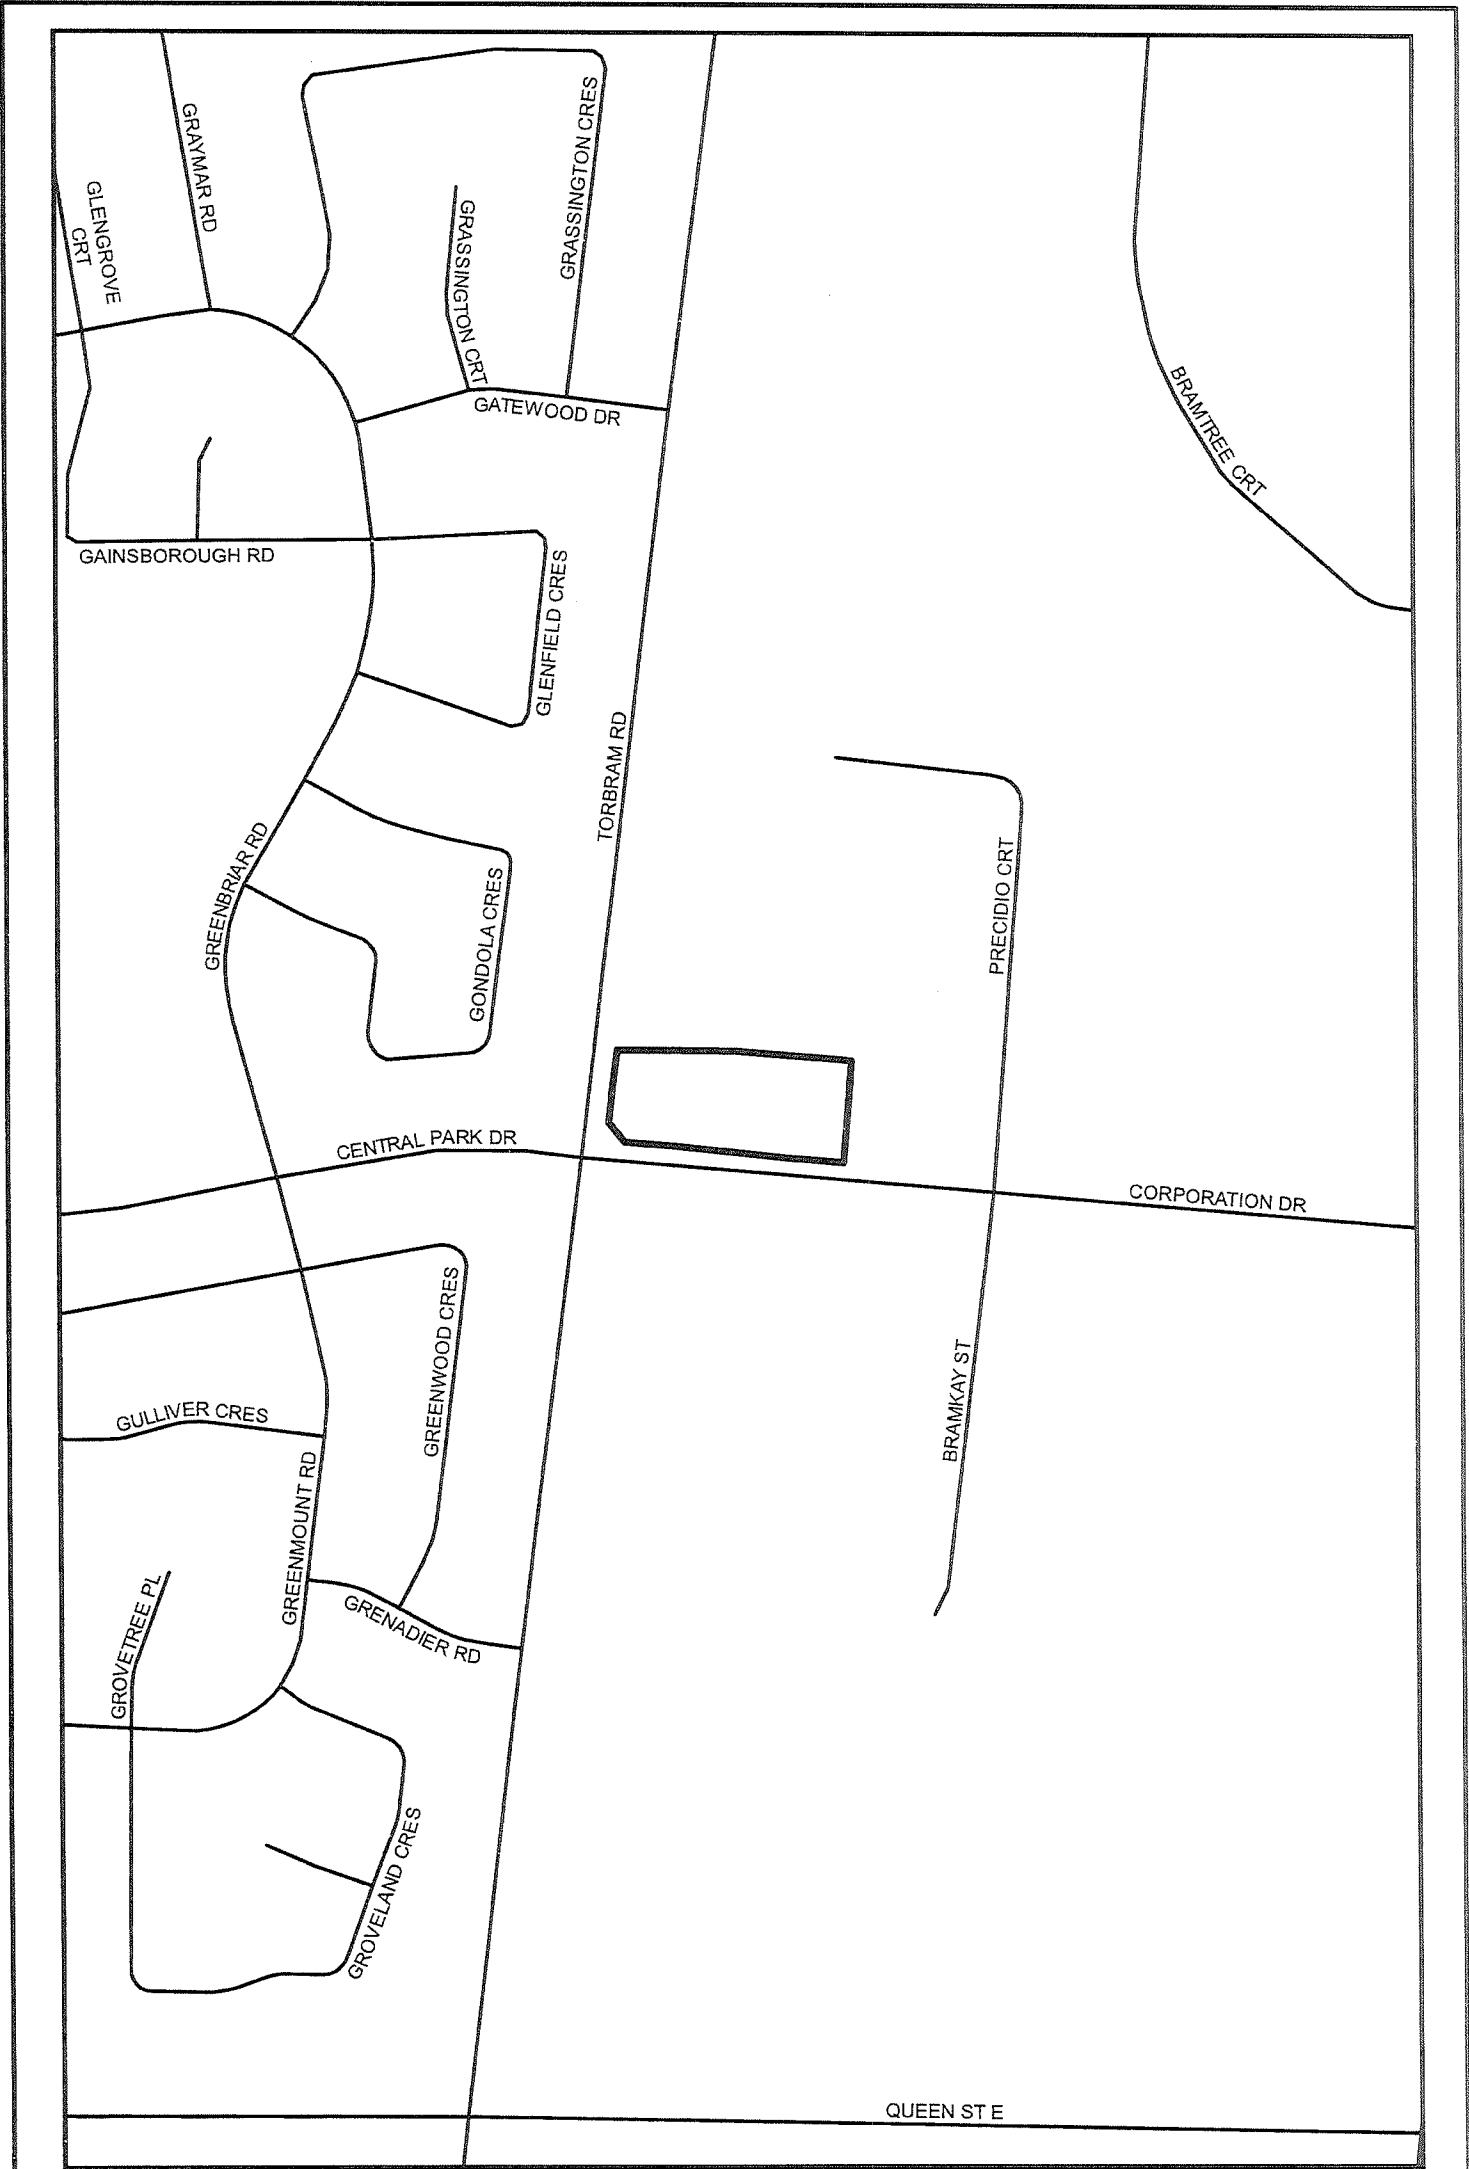 GRAYMAR RD
GLENGROVE
CRT
GRASSINGTON CRES
GRASSINGTON CRT
GATEWOOD DR
BRAMTREE CRT
GAINSBOROUGH RD
GLENFIELD CRES
TORBRAM RD
GREENBRIAR RD
GONDOLA CRES
PRECIDIO CRT
CENTRAL PARK DR
CORPORATION DR
GREENWOOD CRES
BRAMKAY ST
GULLIVER CRES
GREENMOUNT RD
GROVETREE PL
GRENADIER RD
GROVELAND CRES
QUEEN ST E